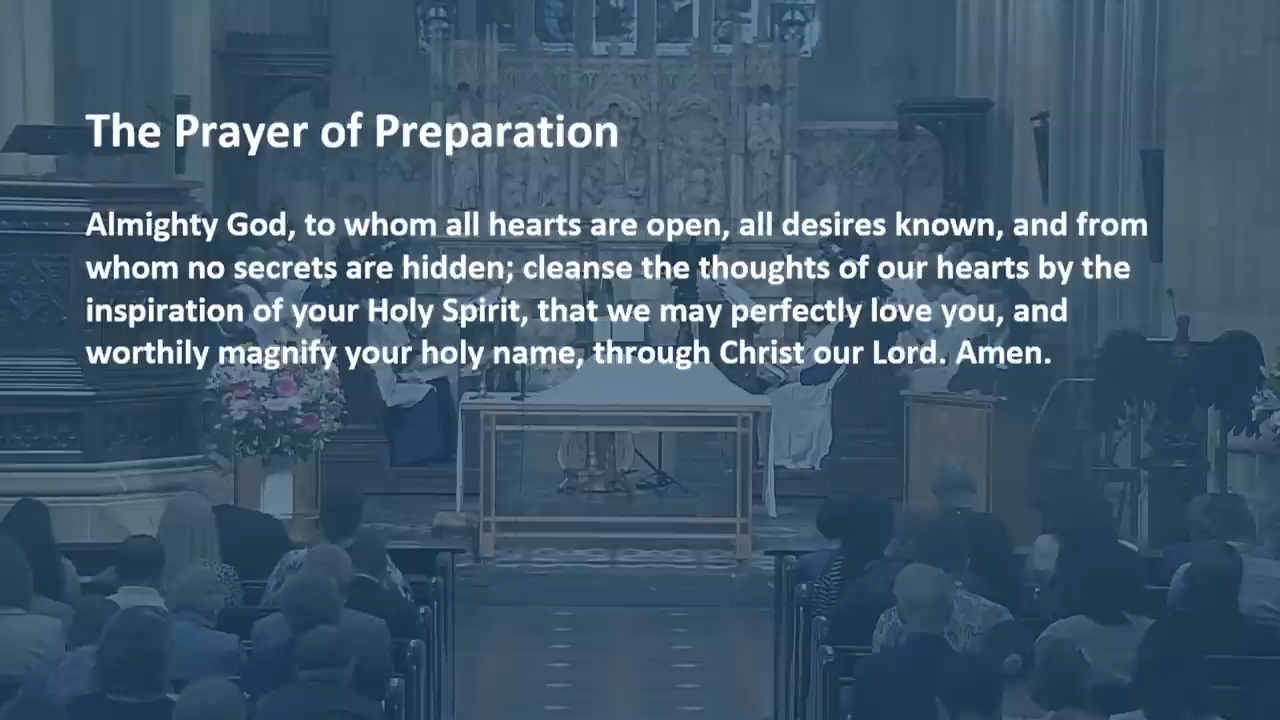 The Prayer of Preparation
Almighty God, to whom all hearts are open, all desires known, and from
whom no secrets are hidden; cleanse the thoughts of our hearts by the
inspiration of your Holy Spirit, that we may perfectly love you, and
worthily magnify your holy name, through Christ our Lord. Amen.